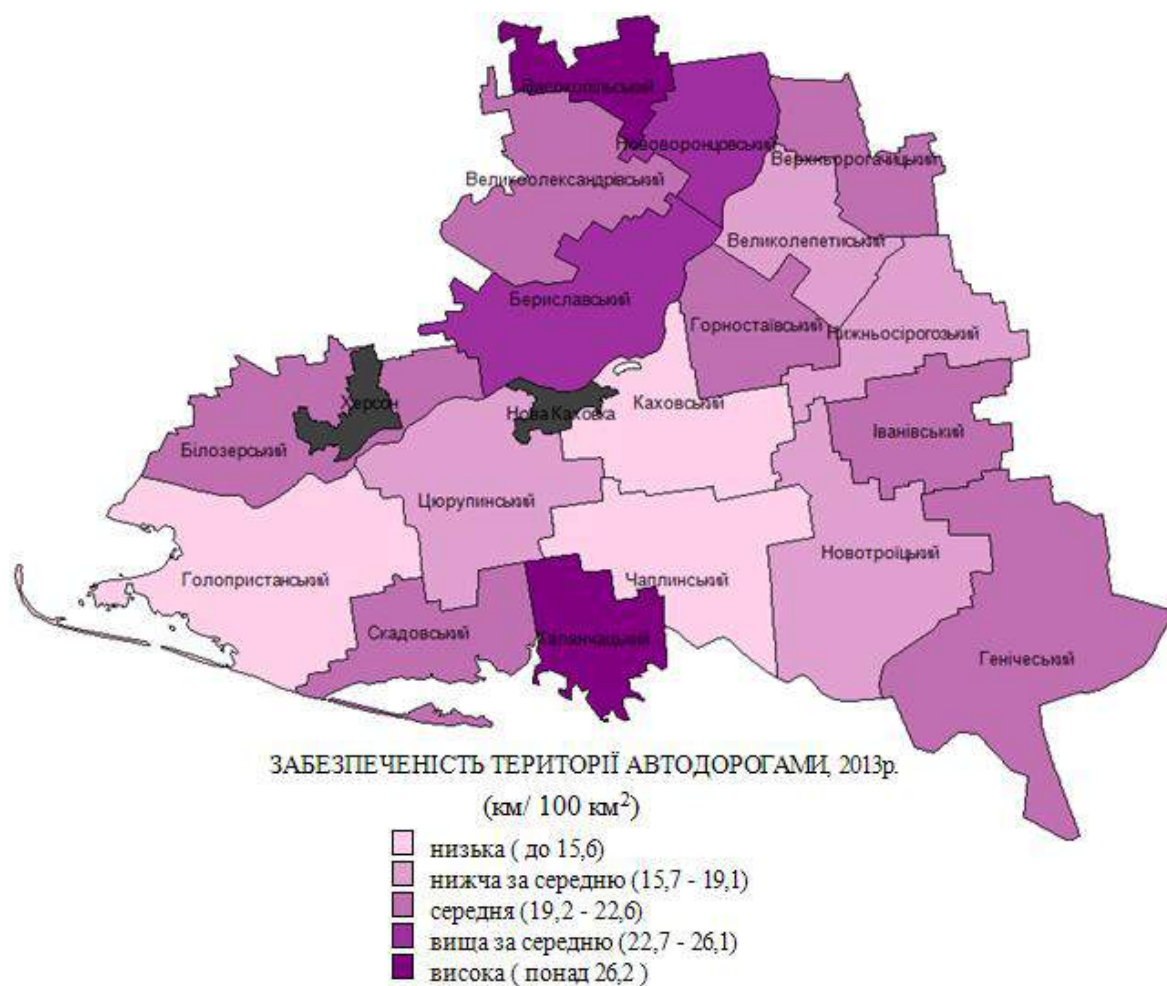 Високопільський
Нововоронцовський
Верхньорогачицький
Великоолександрівський
Великолепетиський
Бериславський
Горностаївський
Нижньосірогозький
Херсон
Нова Каховка
Каховський
Іванівський
Білозерський
Цюрупинський
Новотроїцький
Голопристанський
Чаплинський
Скадовський
Каланчацький
Генічеський
ЗАБЕЗПЕЧЕНІСТЬ ТЕРИТОРІЇ АВТОДОРОГАМИ, 2013р.
(км/ 100 км²)
низька ( до 15,6)
нижча за середню (15,7 - 19,1)
середня (19,2 - 22,6)
вища за середню (22,7 - 26,1)
висока ( понад 26,2 )